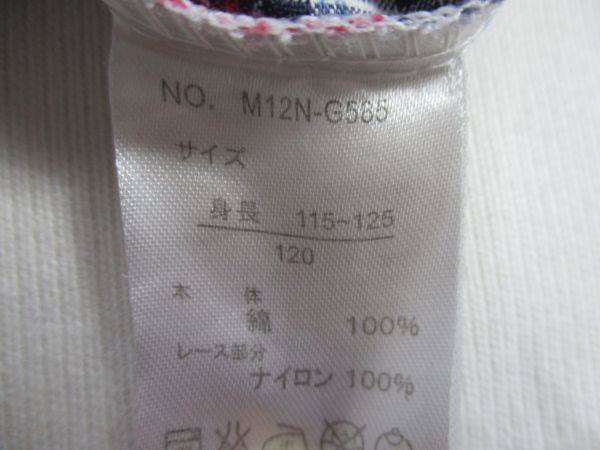 NO. M12N-G585
サイズ
身長 115~125
120
本 体
綿 100%
レース部分
ナイロン 100%